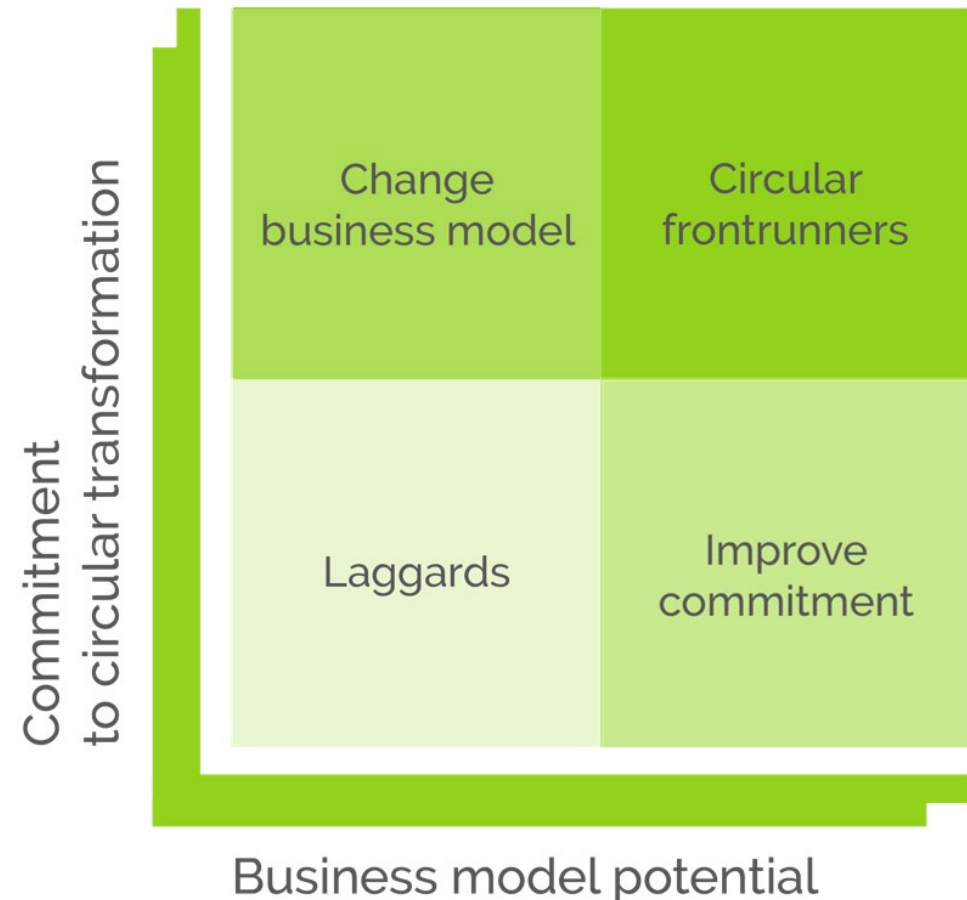 Commitment
to circular transformation
Change
business model
Circular
frontrunners
Laggards
Improve
commitment
Business model potential